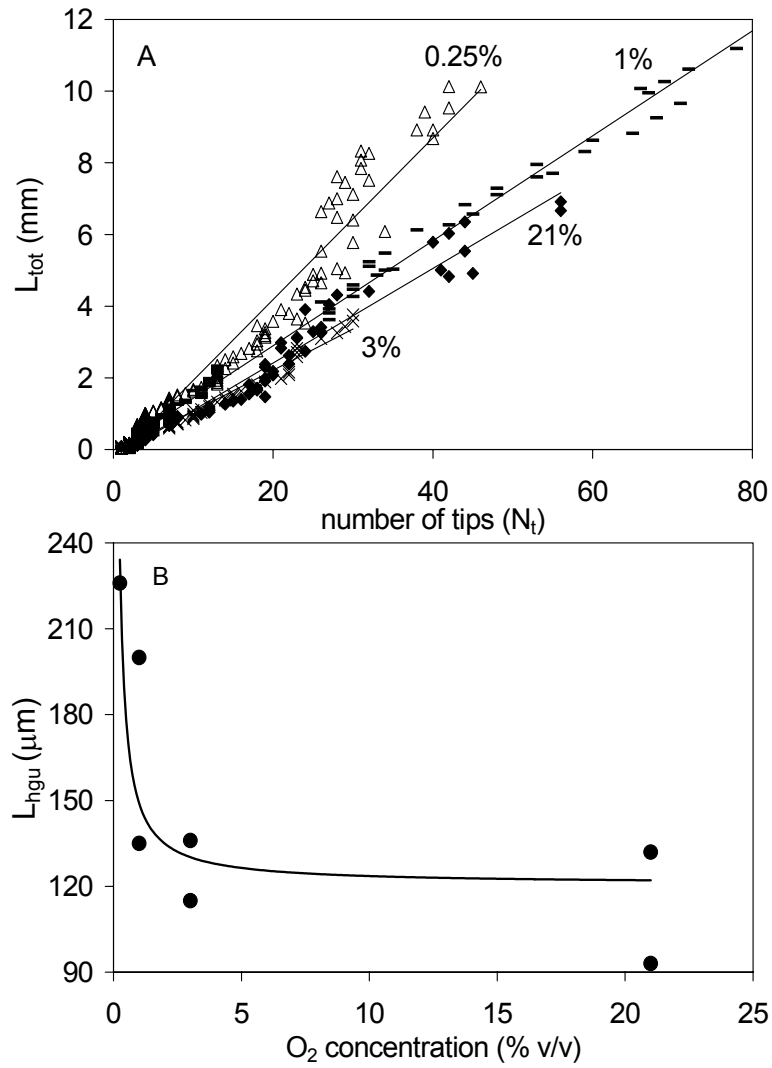 12
A
0.25%
1%
10
8
L_tot (mm)
6
21%
4
3%
2
0
0 20 40 60 80
number of tips (N_t)
240
B
210
180
L_hgu (μm)
150
120
90
0 5 10 15 20 25
O_2 concentration (% v/v)